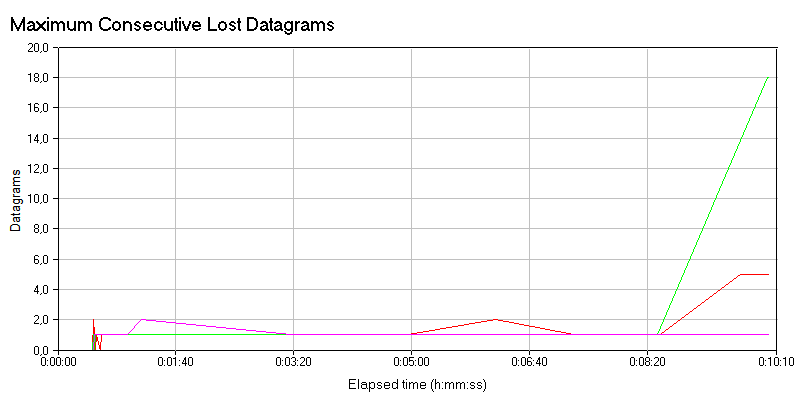 Maximum Consecutive Lost Datagrams
20,0
18,0
16,0
14,0
12,0
10,0
8,0
6,0
4,0
2,0
0,0
Datagrams
0:00:00 0:01:40 0:03:20 0:05:00 0:06:40 0:08:20 0:10:10
Elapsed time (h:mm:ss)